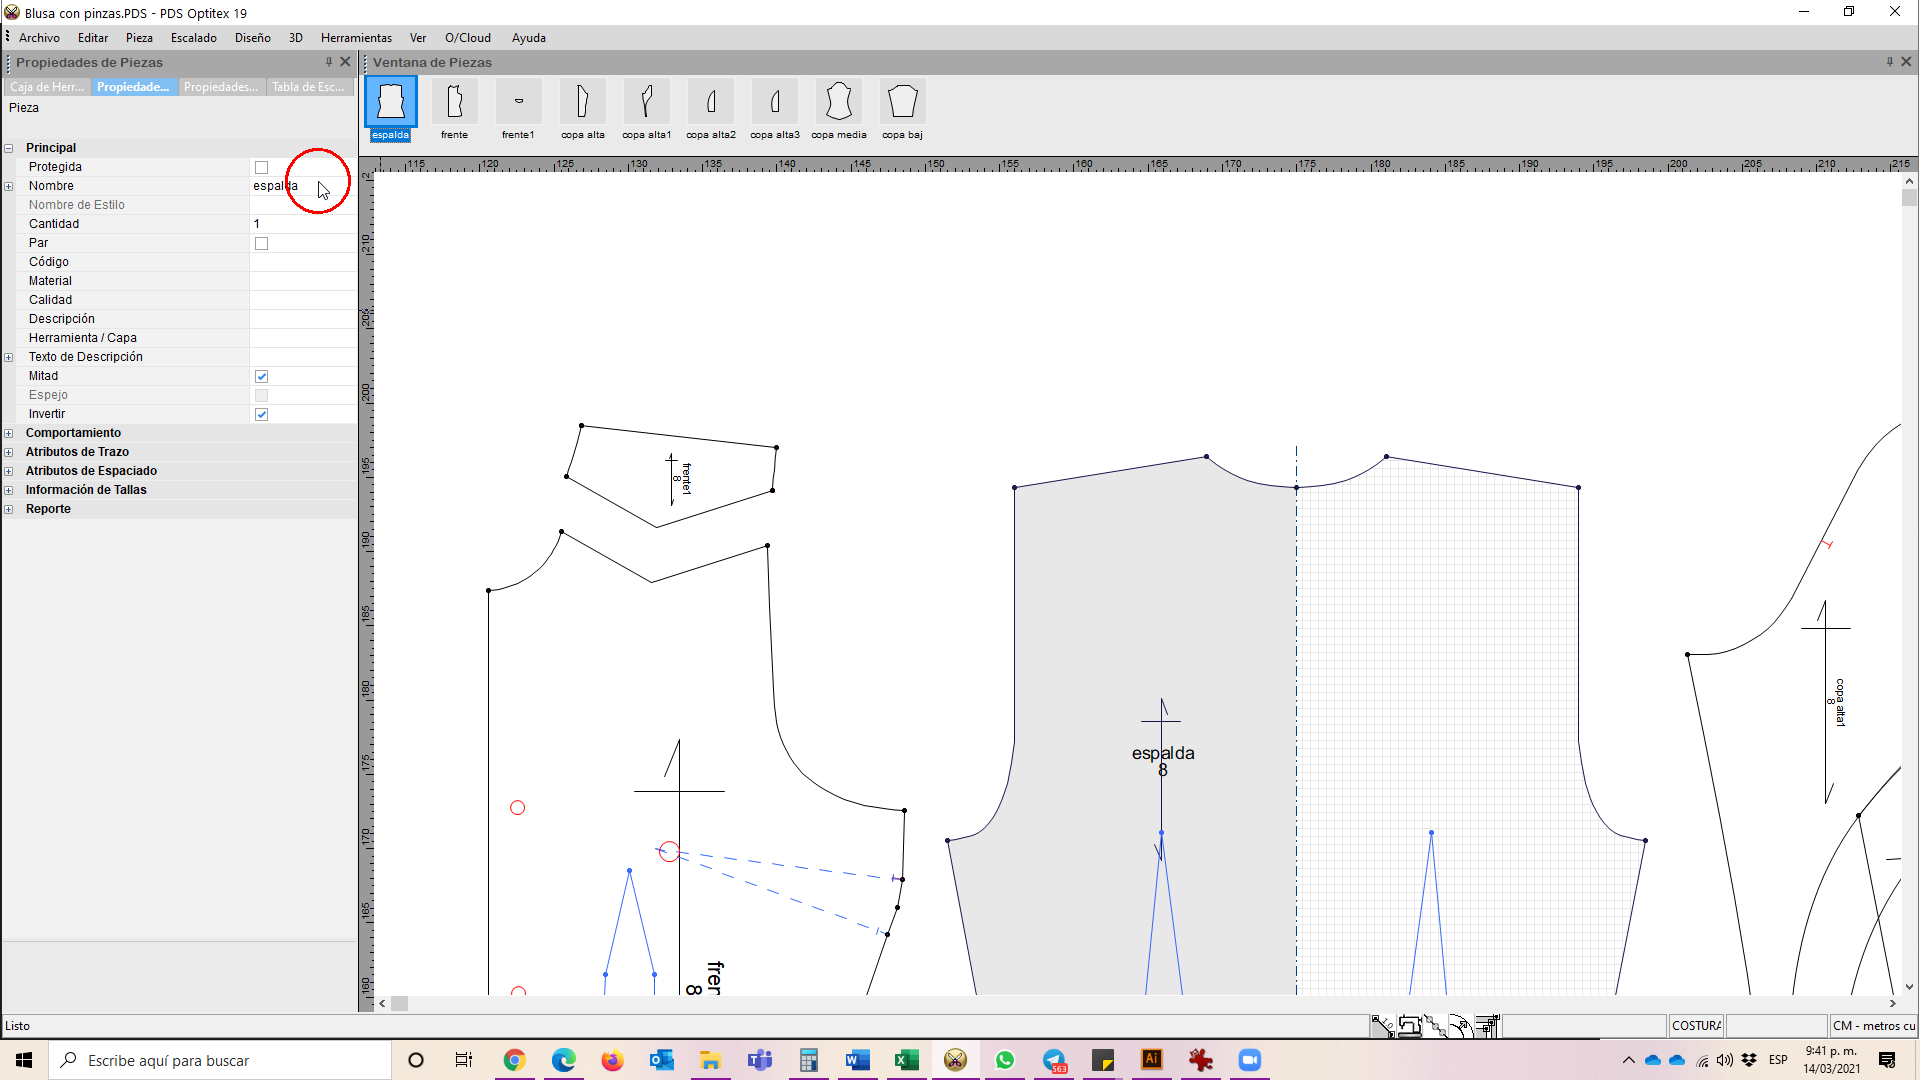 Blusa con pinzas.PDS - PDS Optitex 19
Archivo Editar Pieza Escalado Diseño 3D Herramientas Ver O/Cloud Ayuda
Propiedades de Piezas
Ventana de Piezas
Caja de Herr... Propiedade... Propiedades... Tabla de Esc...
Pieza
espalda frente frente1 copa alta copa alta1 copa alta2 copa alta3 copa media copa baj
Principal
Protegida
Nombre espalda
Nombre de Estilo
Cantidad 1
Par
Código
Material
Calidad
Descripción
Herramienta / Capa
Texto de Descripción
Mitad
Espejo
Invertir
Comportamiento
Atributos de Trazo
Atributos de Espaciado
Información de Tallas
Reporte
115 120 125 130 135 140 145 150 155 160 165 170 175 180 185 190 195 200 205 210 215
210
205
200
195
190
185
180
175
170
165
160
frente1
8
espalda
8
copa alta1
8
fren
8
Listo
COSTURA
CM - metros cu
Escribe aquí para buscar
563
ESP
9:41 p. m.
14/03/2021